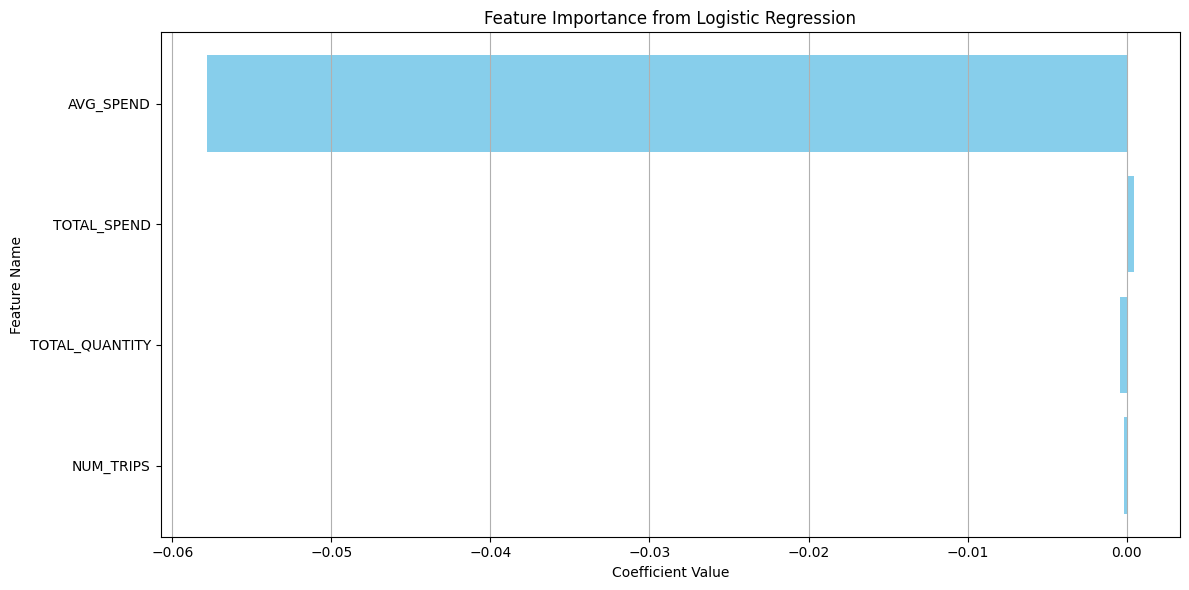 Feature Importance from Logistic Regression
Feature Name
AVG_SPEND
TOTAL_SPEND
TOTAL_QUANTITY
NUM_TRIPS
−0.06 −0.05 −0.04 −0.03 −0.02 −0.01 0.00
Coefficient Value